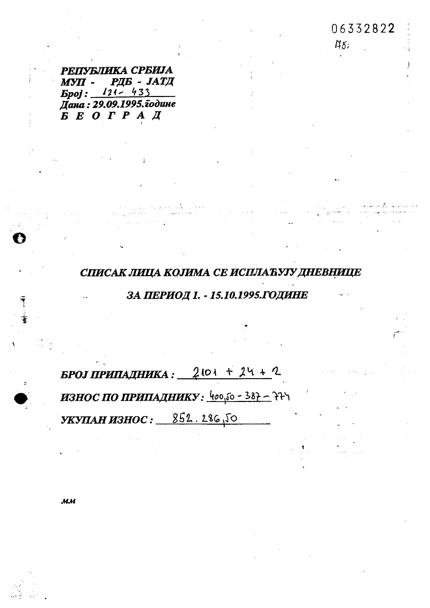 06332822
РЕПУБЛИКА СРБИЈА
МУП - РДБ - ЈАТД
Број: 121-433
Дана: 29.09.1995.године
Б Е О Г Р А Д
СПИСАК ЛИЦА КОЈИМА СЕ ИСПЛАЋУЈУ ДНЕВНИЦЕ
ЗА ПЕРИОД 1. - 15.10.1995.ГОДИНЕ
БРОЈ ПРИПАДНИКА : 2101 + 24 + 2
ИЗНОС ПО ПРИПАДНИКУ : 400,50-387-774
УКУПАН ИЗНОС : 852.286,50
мм